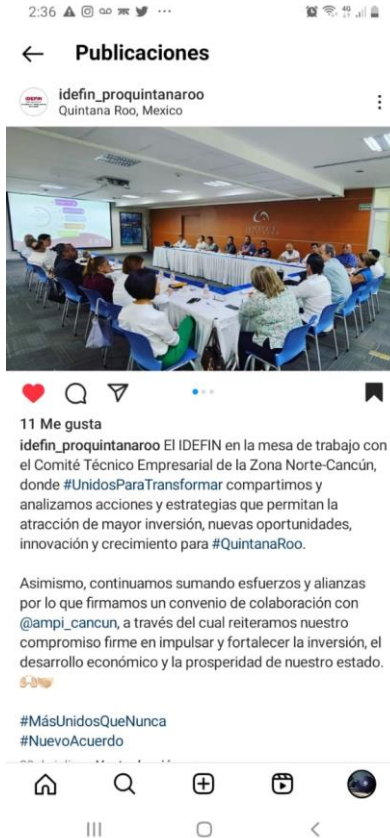 2:36
Publicaciones
idefin_proquintanaroo
Quintana Roo, Mexico
11 Me gusta
idefin_proquintanaroo El IDEFIN en la mesa de trabajo con
el Comité Técnico Empresarial de la Zona Norte-Cancún,
donde #UnidosParaTransformar compartimos y
analizamos acciones y estrategias que permitan la
atracción de mayor inversión, nuevas oportunidades,
innovación y crecimiento para #QuintanaRoo.
Asimismo, continuamos sumando esfuerzos y alianzas
por lo que firmamos un convenio de colaboración con
@ampi_cancun, a través del cual reiteramos nuestro
compromiso firme en impulsar y fortalecer la inversión, el
desarrollo económico y la prosperidad de nuestro estado.
#MásUnidosQueNunca
#NuevoAcuerdo